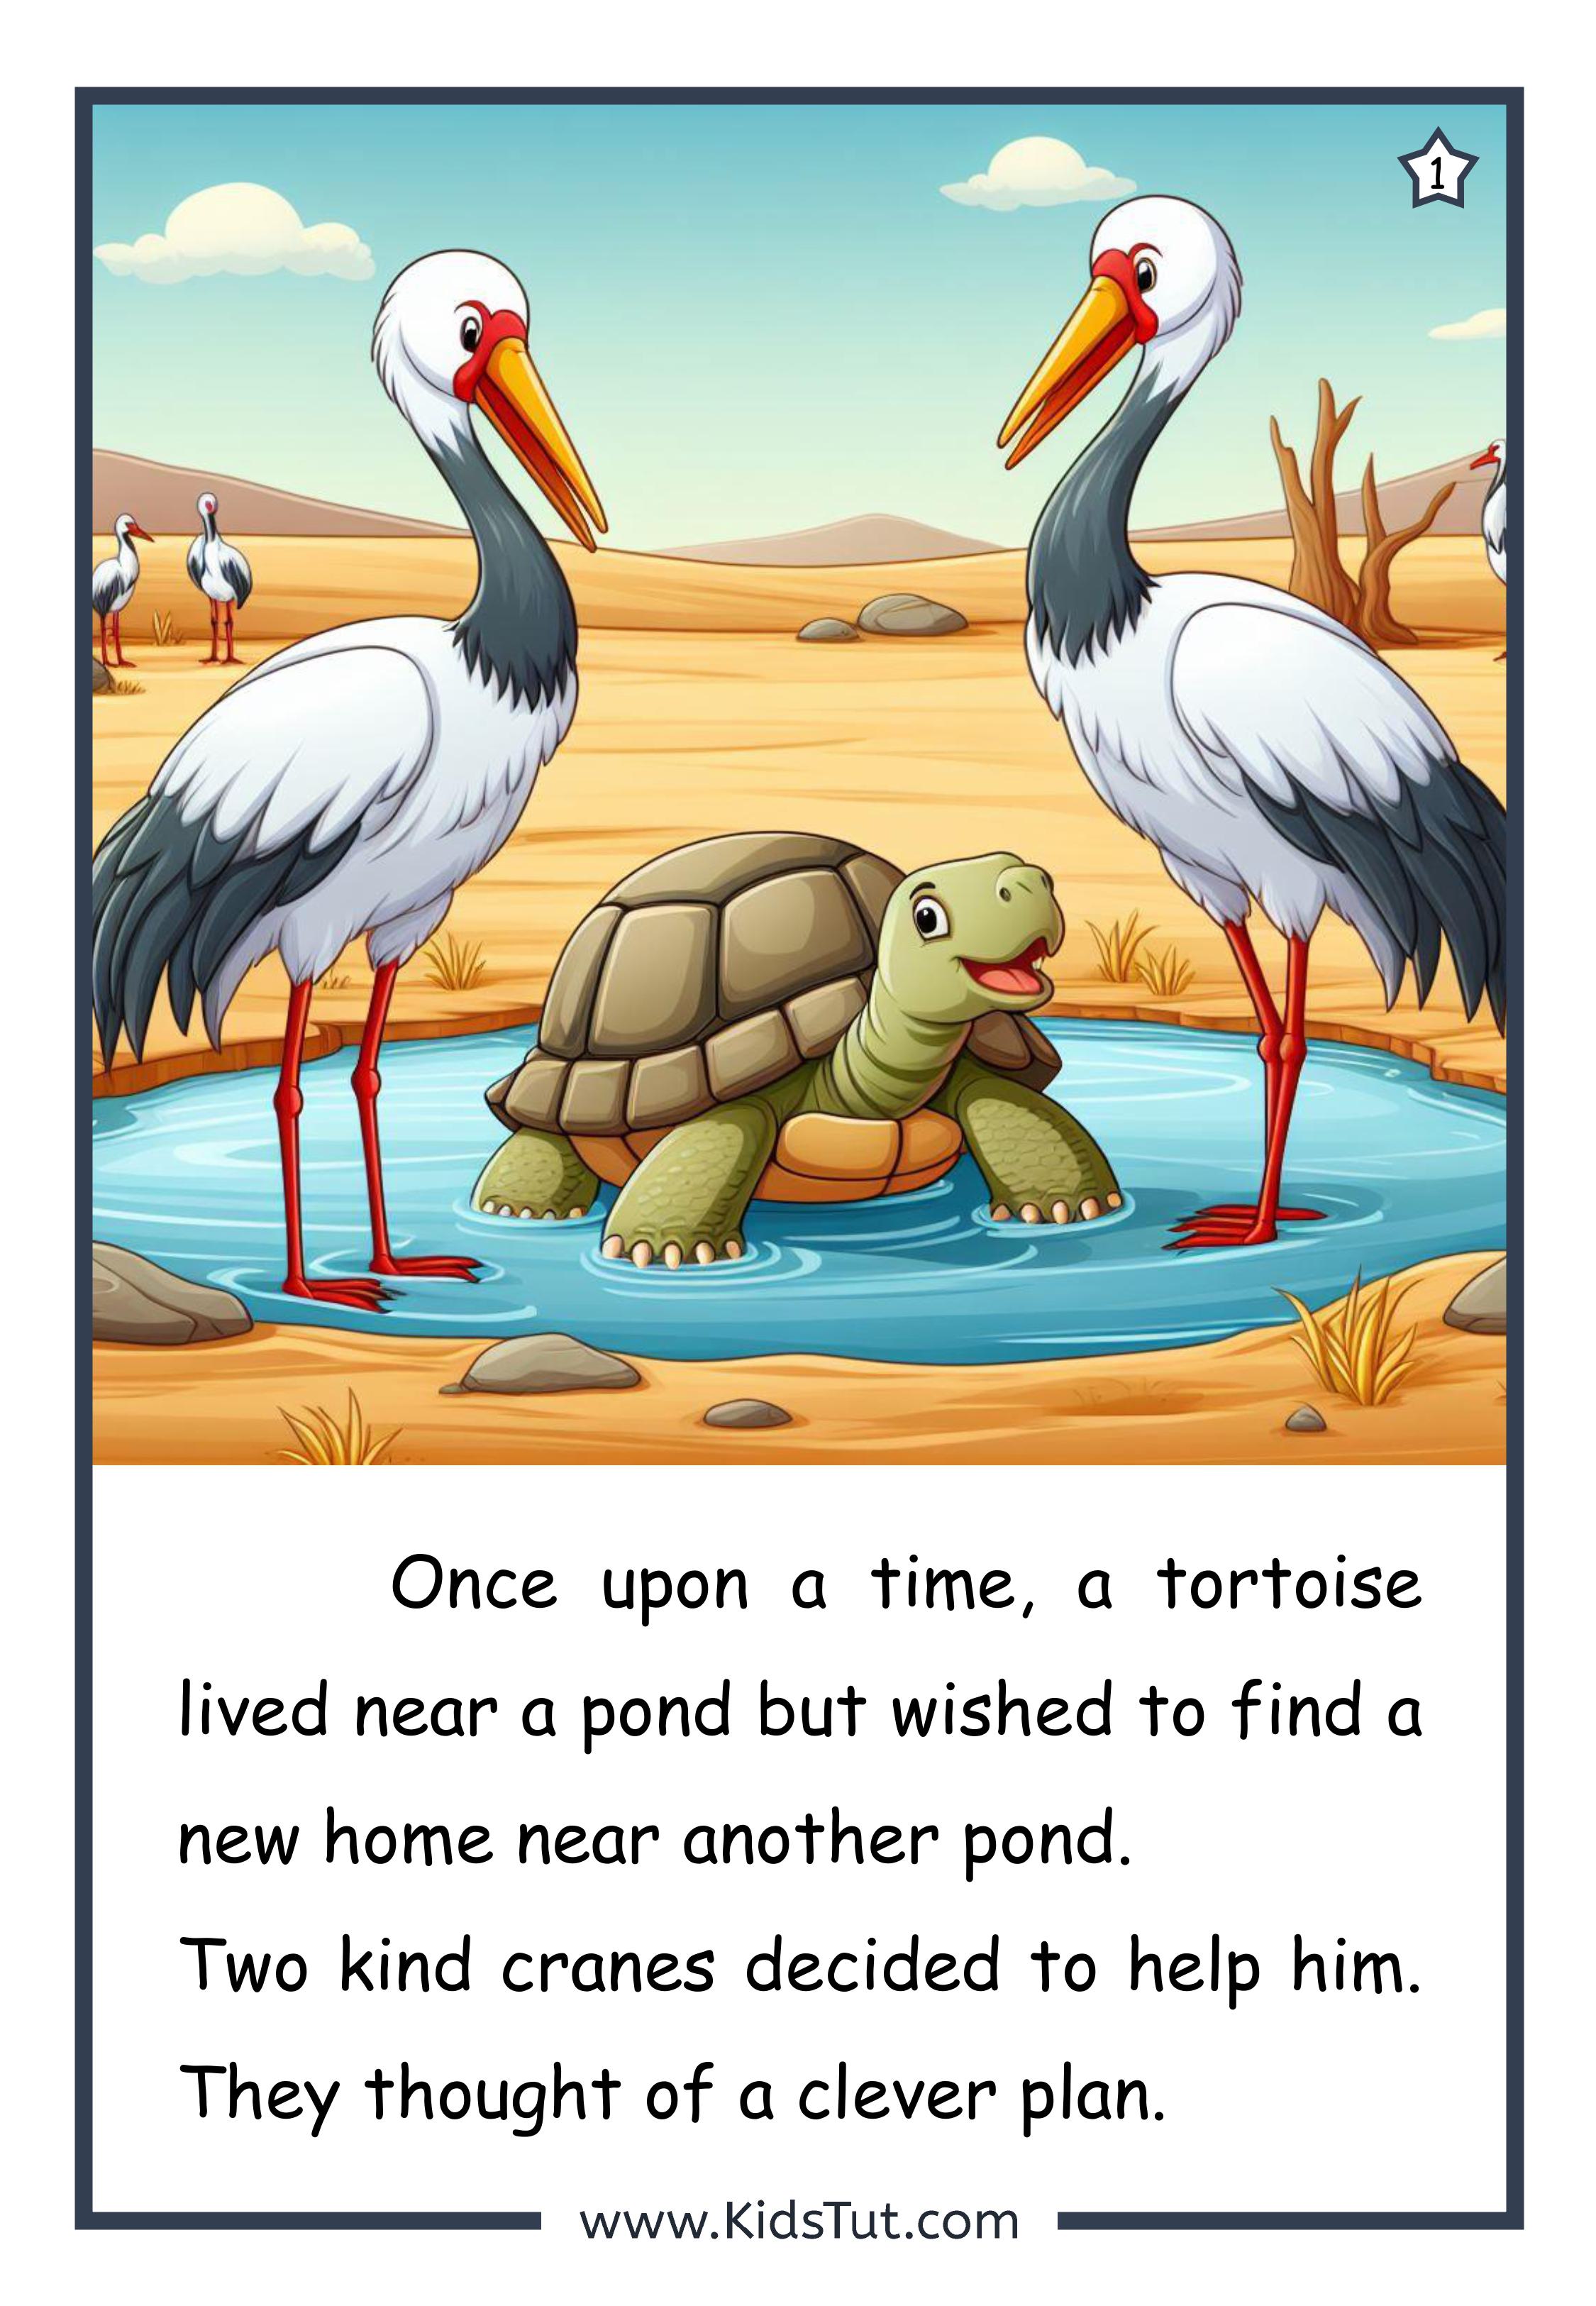 1
Once upon a time, a tortoise
lived near a pond but wished to find a
new home near another pond.
Two kind cranes decided to help him.
They thought of a clever plan.
www.KidsTut.com